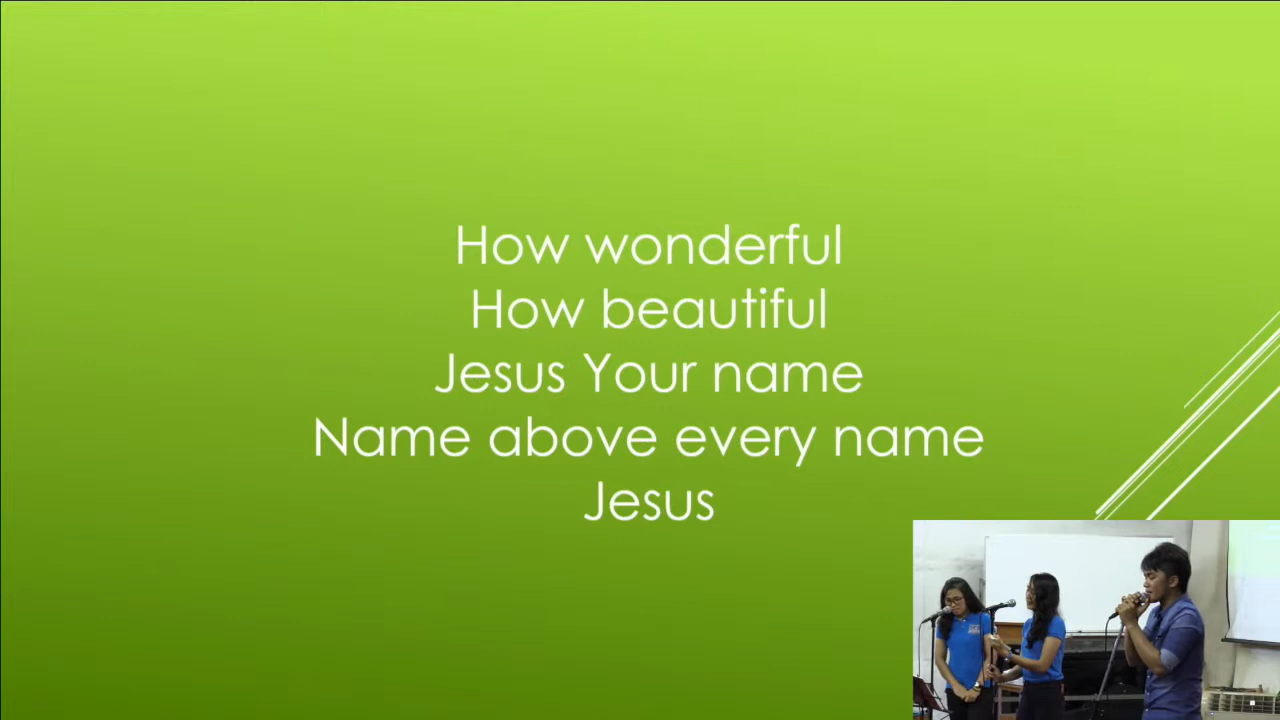 How wonderful
How beautiful
Jesus Your name
Name above every name
Jesus